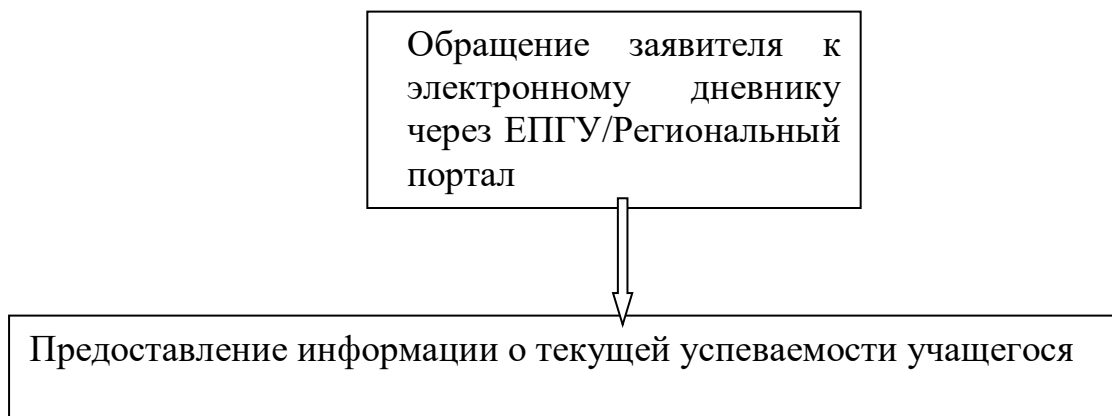 Обращение заявителя к
электронному дневнику
через ЕПГУ/Региональный
портал
Предоставление информации о текущей успеваемости учащегося